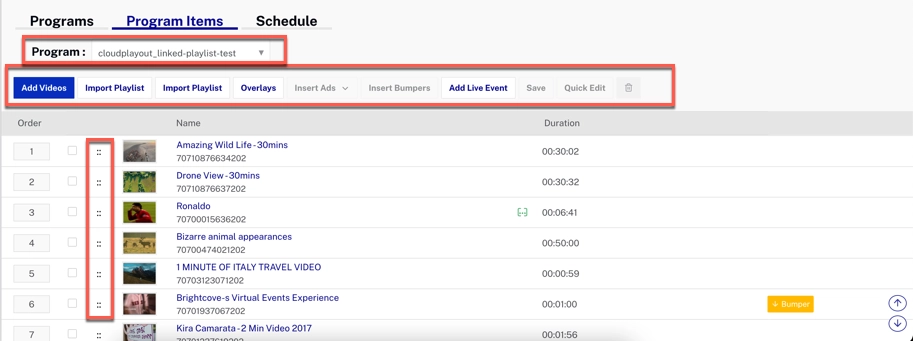 Programs Program Items Schedule
Program : cloudplayout_linked-playlist-test ▼
Add Videos Import Playlist Import Playlist Overlays Insert Ads Insert Bumpers Add Live Event Save Quick Edit
Order Name Duration
1 :: Amazing Wild Life - 30mins 00:30:02
70710876634202
2 :: Drone View - 30mins 00:30:32
70710876637202
3 :: Ronaldo [···] 00:06:41
70700015636202
4 :: Bizarre animal appearances 00:50:00
70700474021202
5 :: 1 MINUTE OF ITALY TRAVEL VIDEO 00:00:59
70703123071202
6 :: Brightcove-s Virtual Events Experience 00:01:00 ↓ Bumper
70701937067202
7 :: Kira Camarata - 2 Min Video 2017 00:01:56